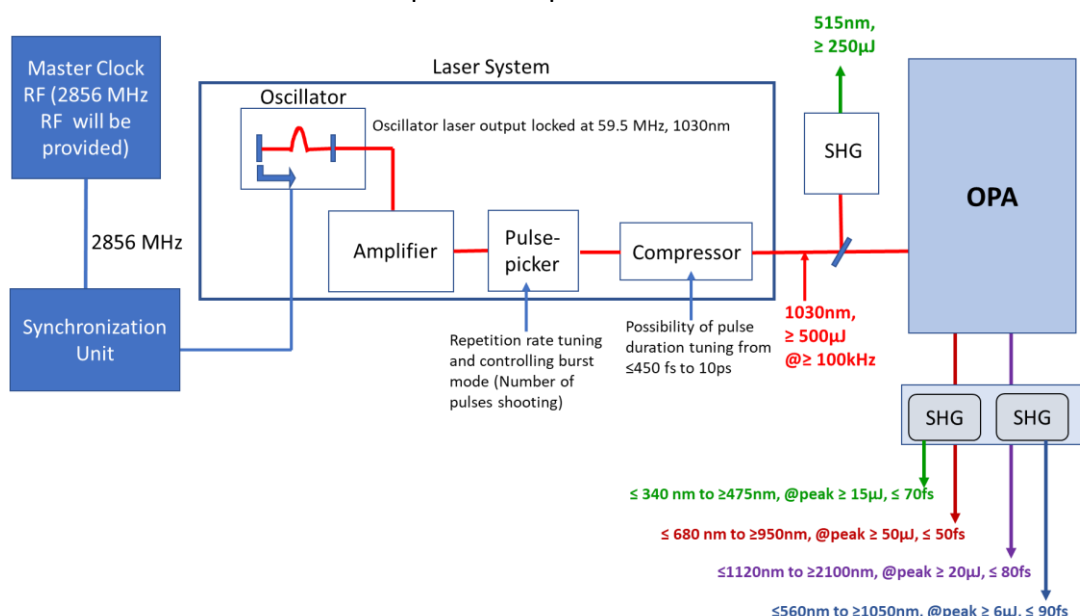 515nm,
≥ 250µJ
Master Clock
RF (2856 MHz
RF will be
provided)
Laser System
Oscillator
Oscillator laser output locked at 59.5 MHz, 1030nm
SHG
OPA
2856 MHz
Amplifier
Pulse-
picker
Compressor
Synchronization
Unit
Repetition rate tuning
and controlling burst
mode (Number of
pulses shooting)
Possibility of pulse
duration tuning from
≤450 fs to 10ps
1030nm,
≥ 500µJ
@≥ 100kHz
SHG
SHG
≤ 340 nm to ≥475nm, @peak ≥ 15µJ, ≤ 70fs
≤ 680 nm to ≥950nm, @peak ≥ 50µJ, ≤ 50fs
≤1120nm to ≥2100nm, @peak ≥ 20µJ, ≤ 80fs
≤560nm to ≥1050nm, @peak ≥ 6µJ, ≤ 90fs